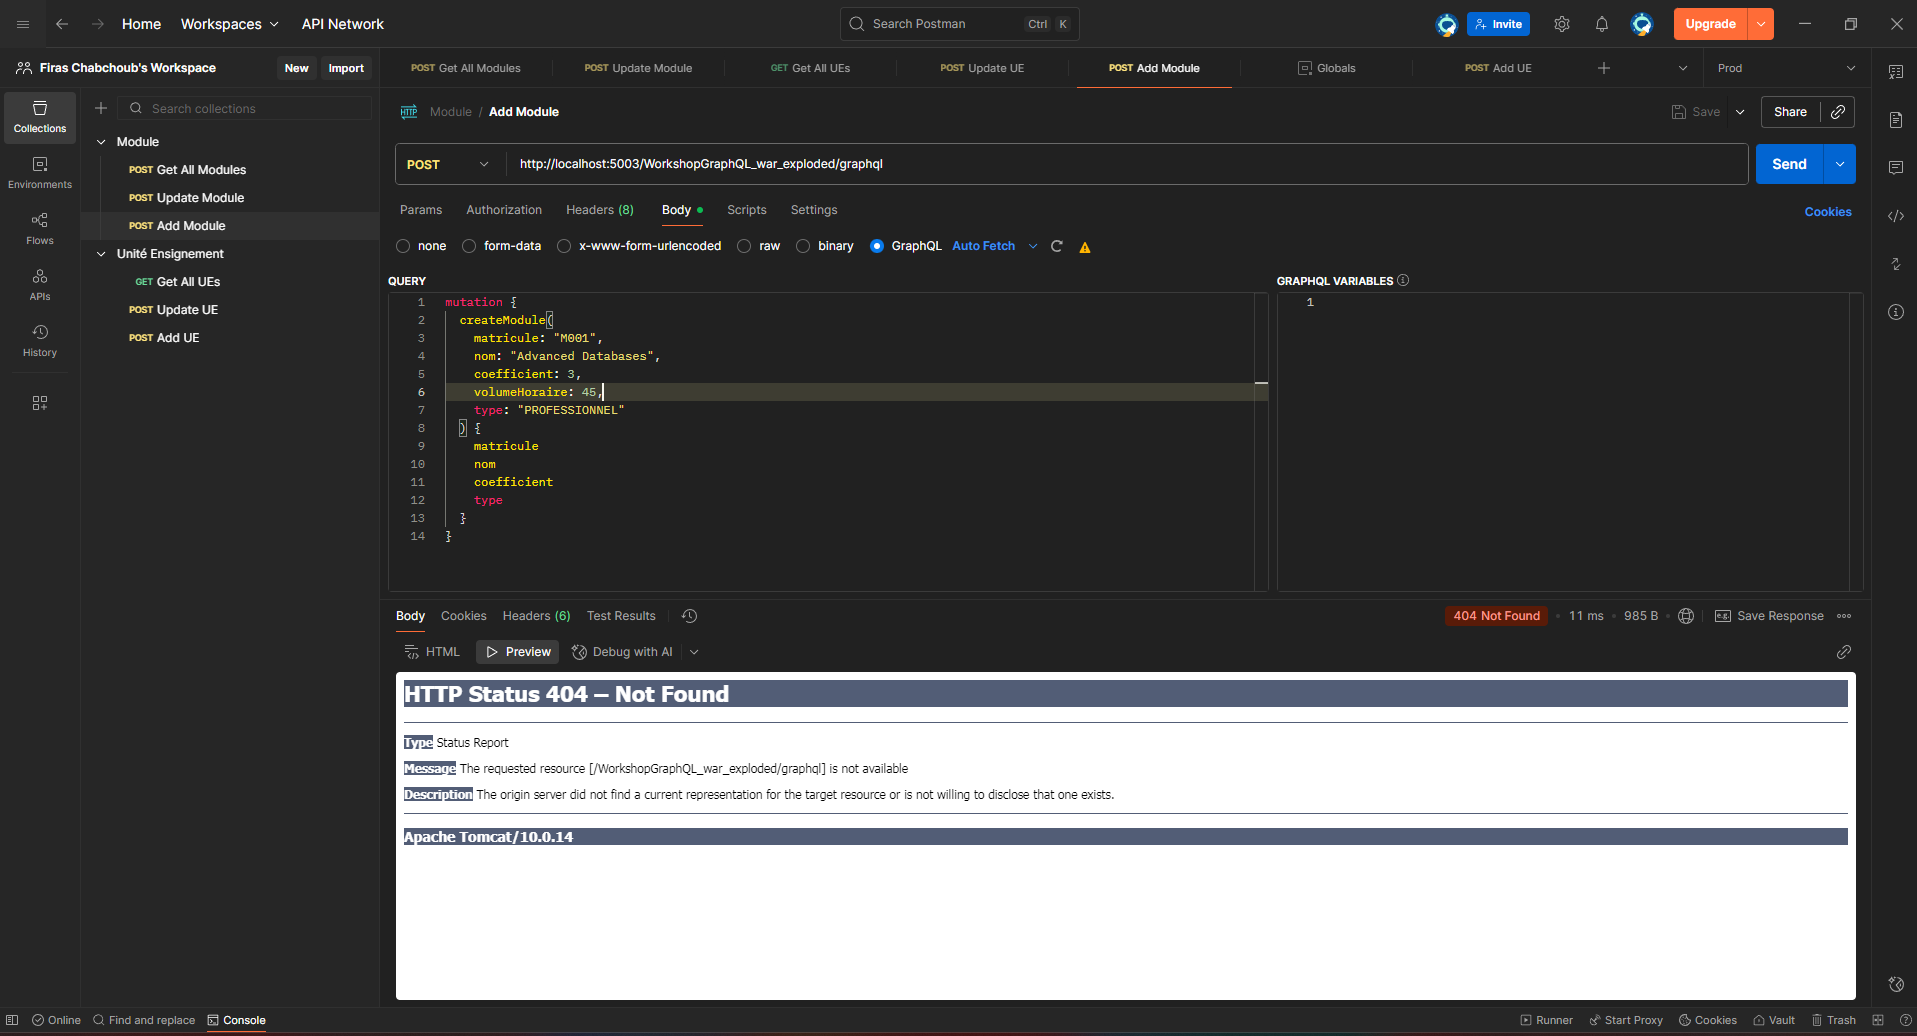 Home
Workspaces
API Network
Search Postman
Ctrl
K
Invite
Upgrade
Firas Chabchoub's Workspace
New
Import
POST Get All Modules
POST Update Module
GET Get All UEs
POST Update UE
POST Add Module
Globals
POST Add UE
Prod
Collections
Environments
Flows
APIs
History
Search collections
Module
POST Get All Modules
POST Update Module
POST Add Module
Unité Ensignement
GET Get All UEs
POST Update UE
POST Add UE
HTTP
Module / Add Module
Save
Share
POST
http://localhost:5003/WorkshopGraphQL_war_exploded/graphql
Send
Params
Authorization
Headers (8)
Body
Scripts
Settings
Cookies
none
form-data
x-www-form-urlencoded
raw
binary
GraphQL
Auto Fetch
QUERY
1 mutation {
2 createModule(
3 matricule: "M001",
4 nom: "Advanced Databases",
5 coefficient: 3,
6 volumeHoraire: 45,
7 type: "PROFESSIONNEL"
8 ) {
9 matricule
10 nom
11 coefficient
12 type
13 }
14 }
GRAPHQL VARIABLES
1
Body
Cookies
Headers (6)
Test Results
404 Not Found
11 ms
985 B
e.g.
Save Response
HTML
Preview
Debug with AI
HTTP Status 404 – Not Found
Type Status Report
Message The requested resource [/WorkshopGraphQL_war_exploded/graphql] is not available
Description The origin server did not find a current representation for the target resource or is not willing to disclose that one exists.
Apache Tomcat/10.0.14
Online
Find and replace
Console
Runner
Start Proxy
Cookies
Vault
Trash